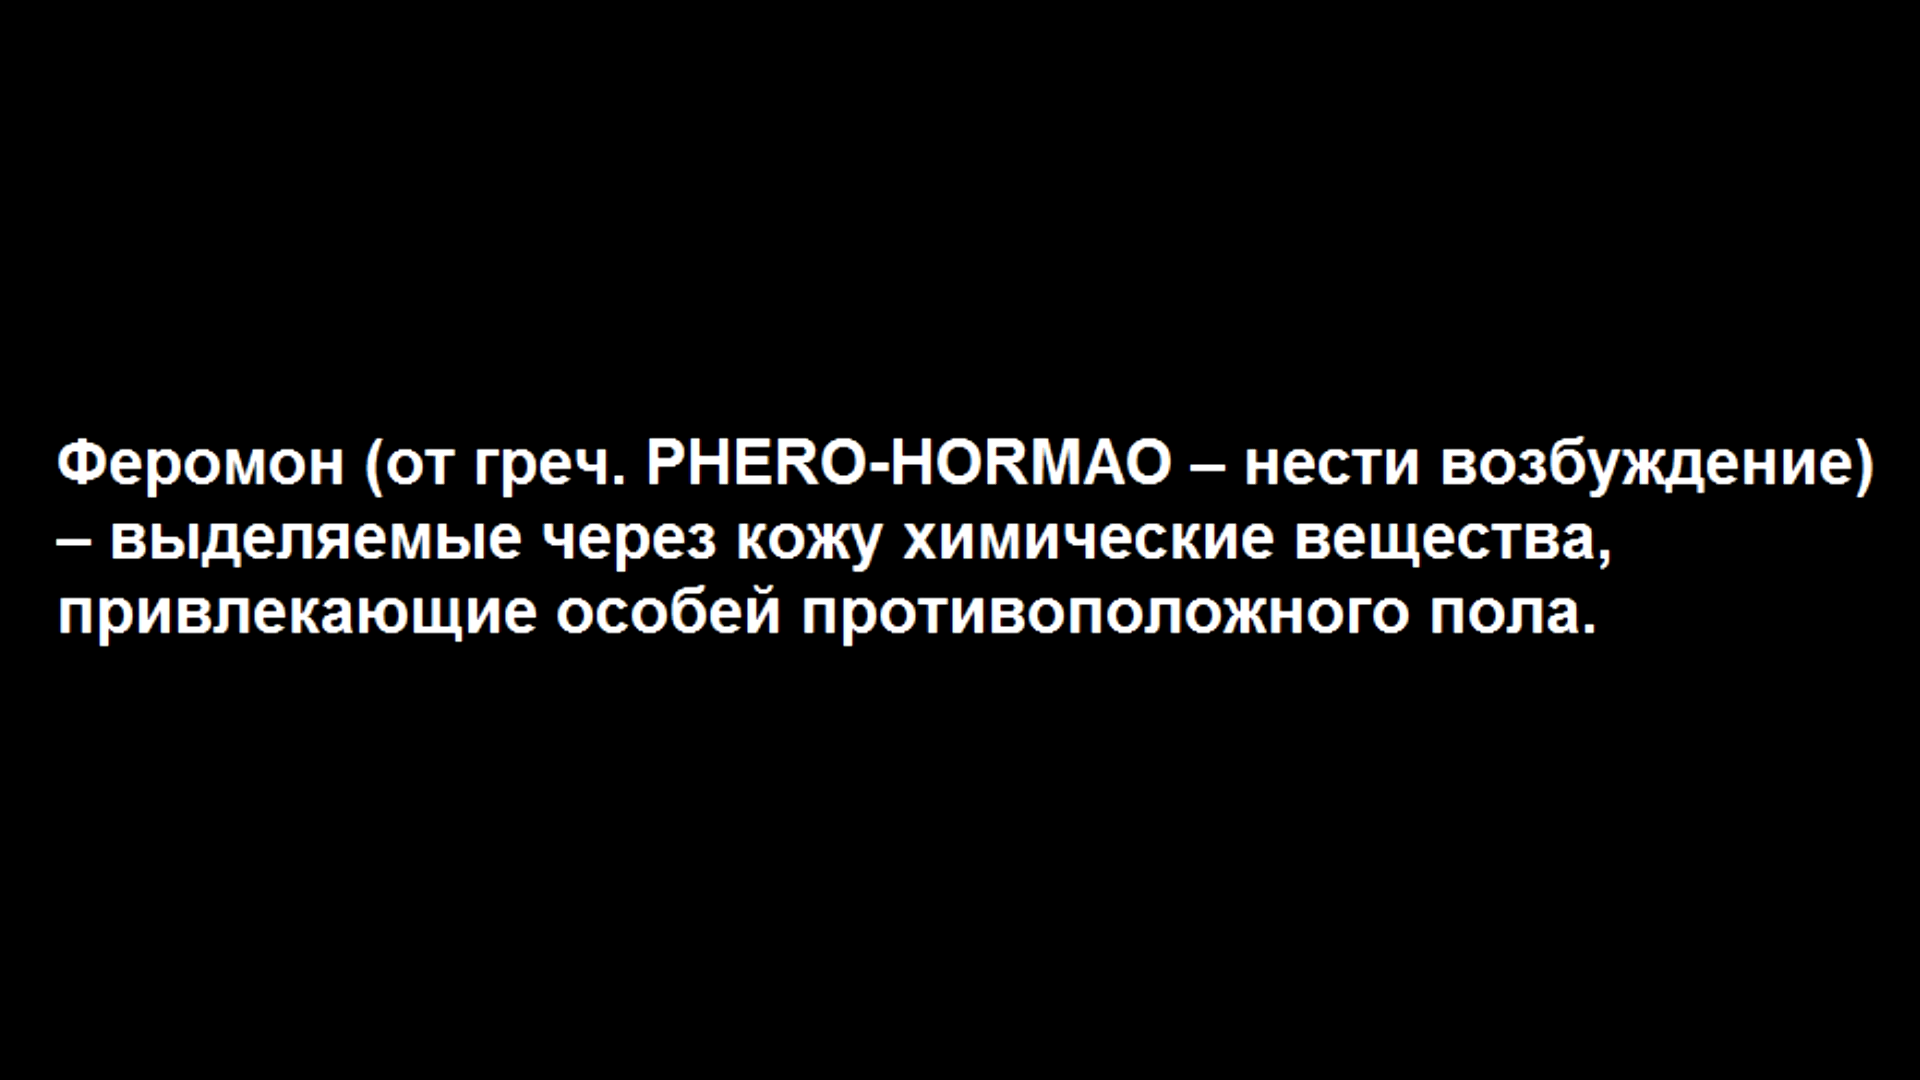 Феромон (от греч. PHERO-HORMAO – нести возбуждение)
– выделяемые через кожу химические вещества,
привлекающие особей противоположного пола.